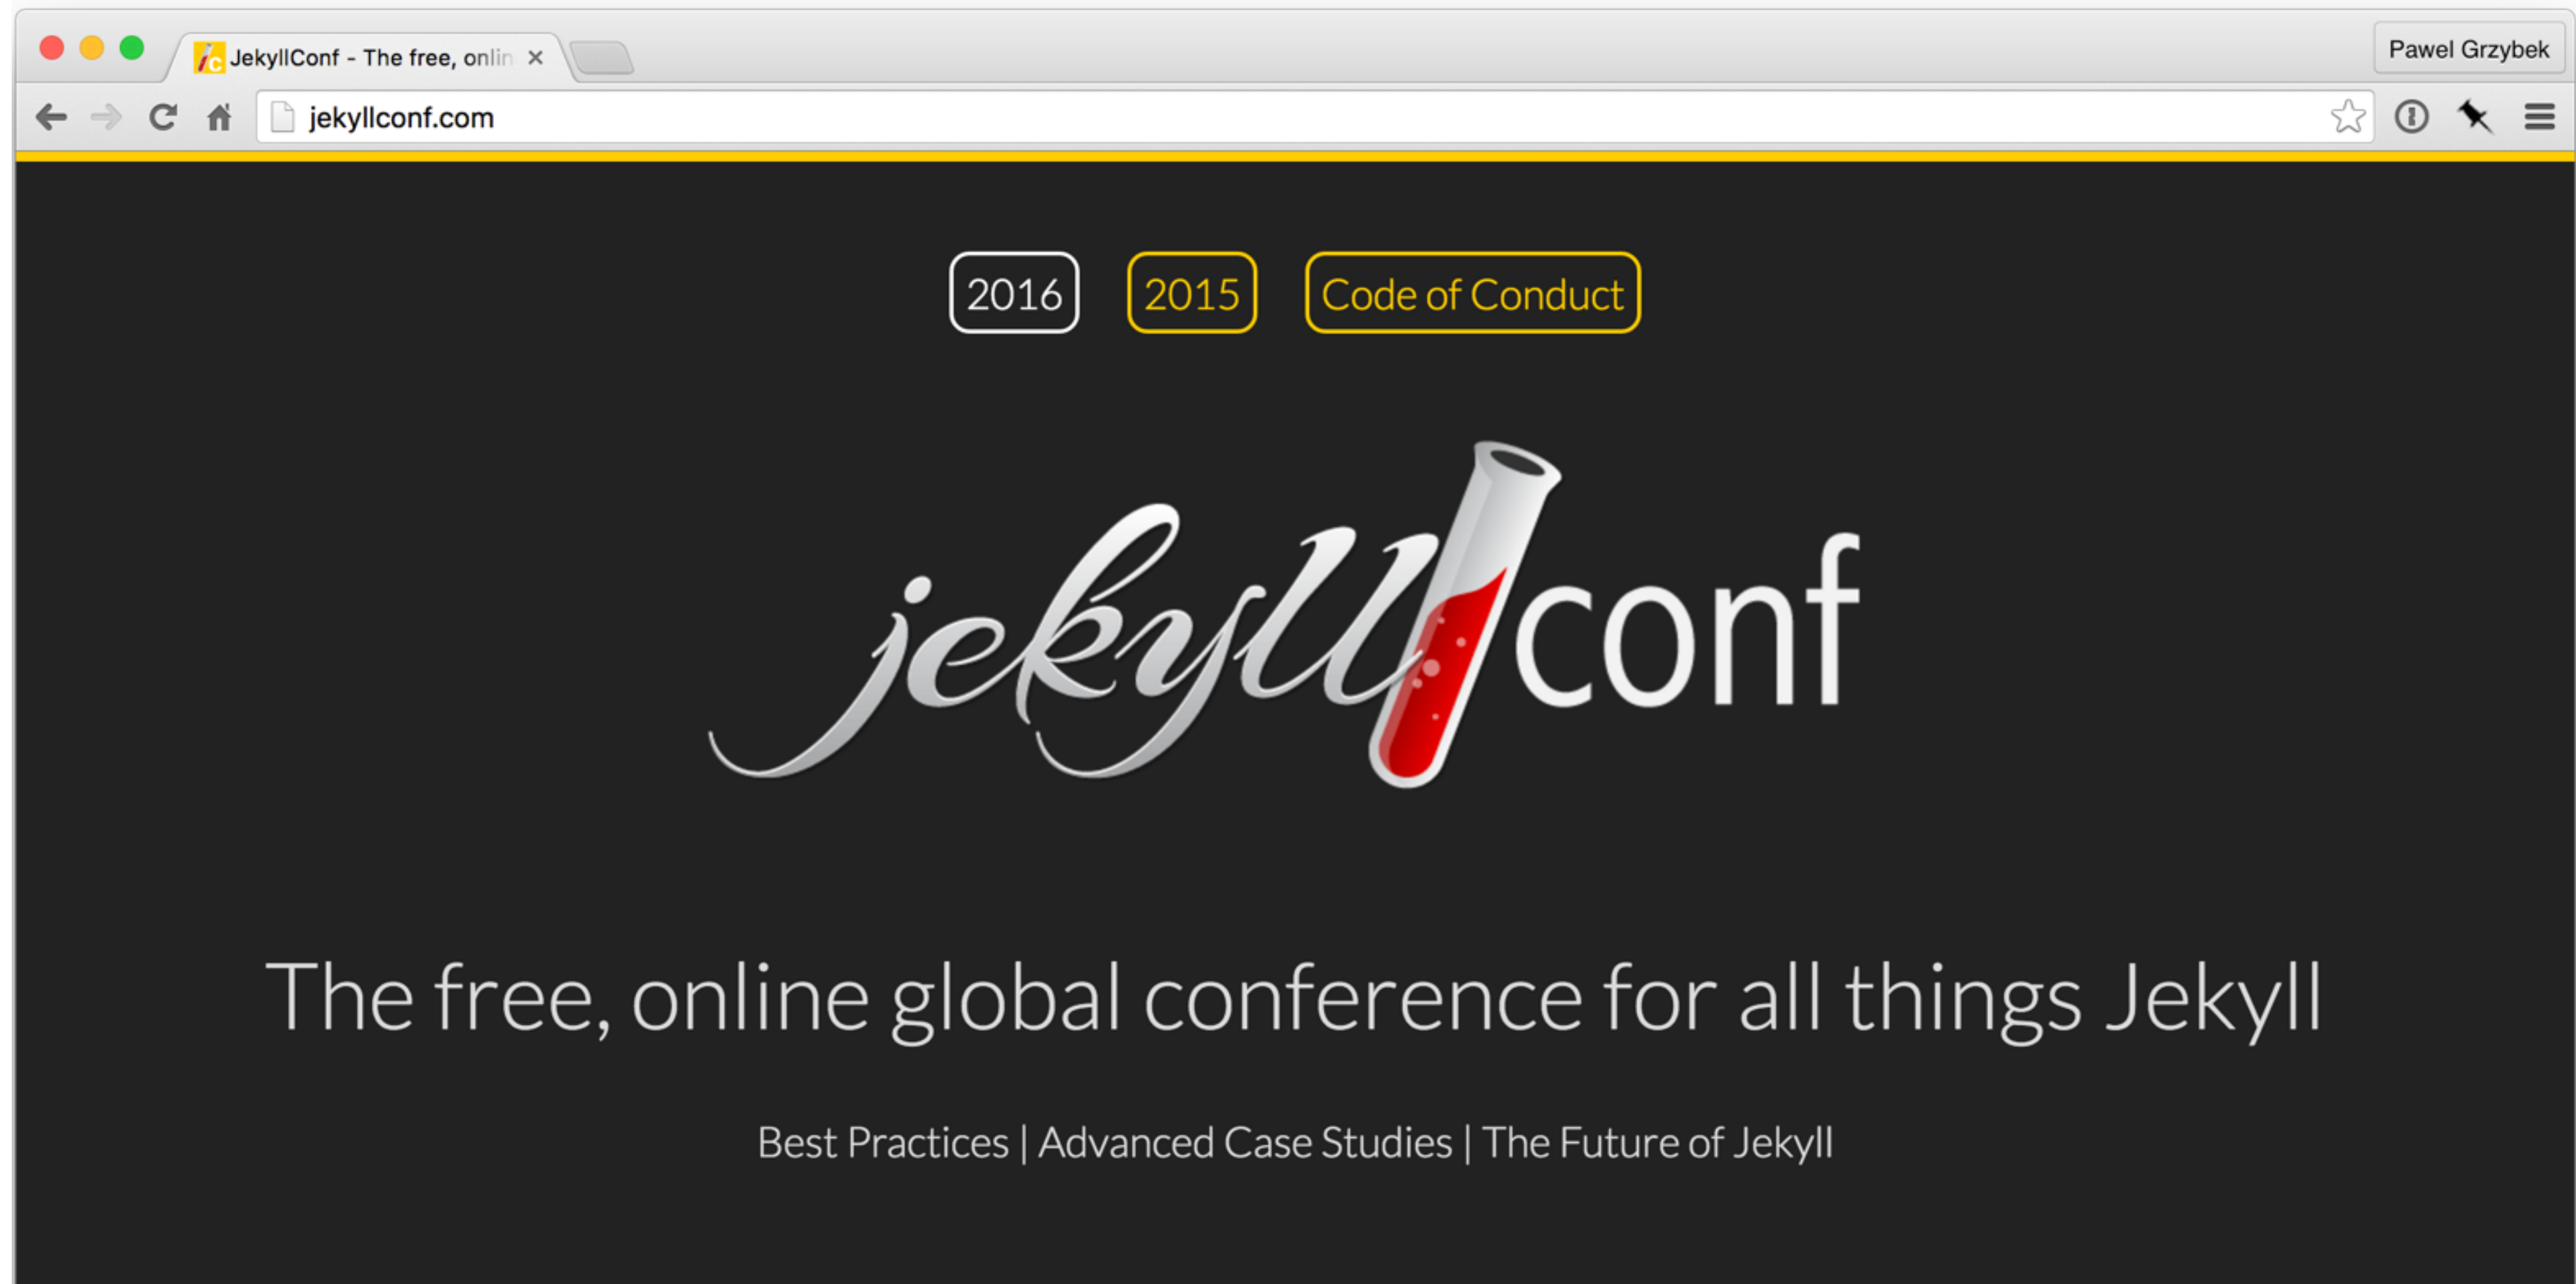 JekyllConf - The free, onlin
Pawel Grzybek
jekyllconf.com
2016 2015 Code of Conduct
jekyll conf
The free, online global conference for all things Jekyll
Best Practices | Advanced Case Studies | The Future of Jekyll